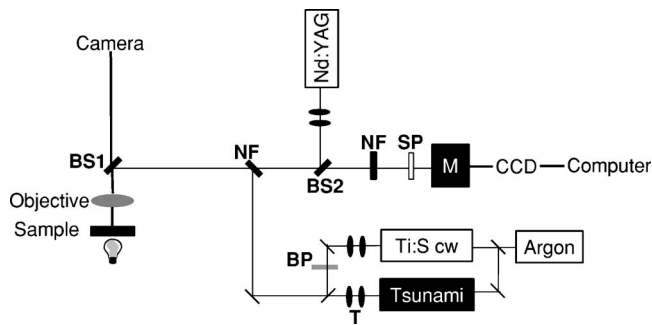 Camera
Nd:YAG
BS1
NF
BS2
NF
SP
M
CCD
Computer
Objective
Sample
BP
Ti:S cw
Argon
Tsunami
T